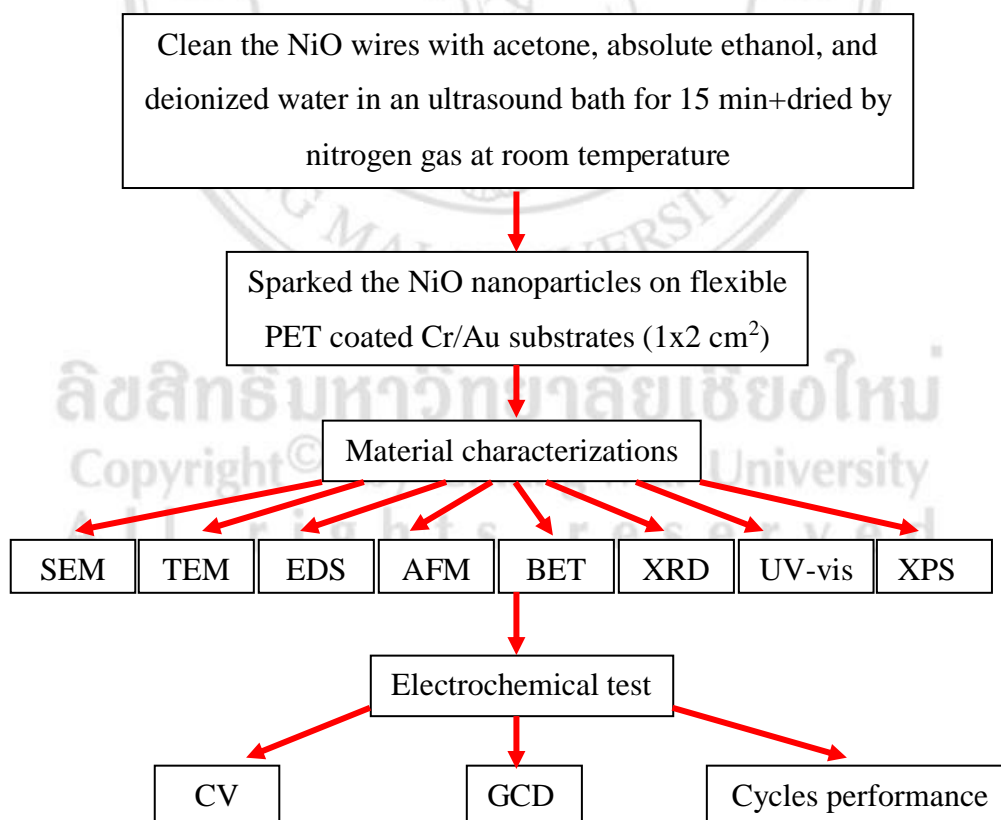 Clean the NiO wires with acetone, absolute ethanol, and
deionized water in an ultrasound bath for 15 min+dried by
nitrogen gas at room temperature
Sparked the NiO nanoparticles on flexible
PET coated Cr/Au substrates (1x2 cm²)
ลิขสิทธิ์มหาวิทยาลัยเชียงใหม่
Material characterizations
Copyright© University
All rights reserved
SEM TEM EDS AFM BET XRD UV-vis XPS
Electrochemical test
CV GCD Cycles performance